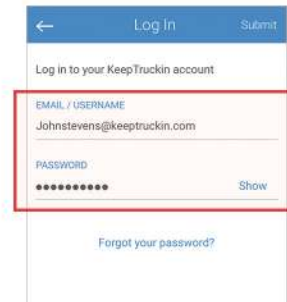 Log In
Submit
Log in to your KeepTruckin account
EMAIL / USERNAME
Johnstevens@keeptruckin.com
PASSWORD
Show
Forgot your password?